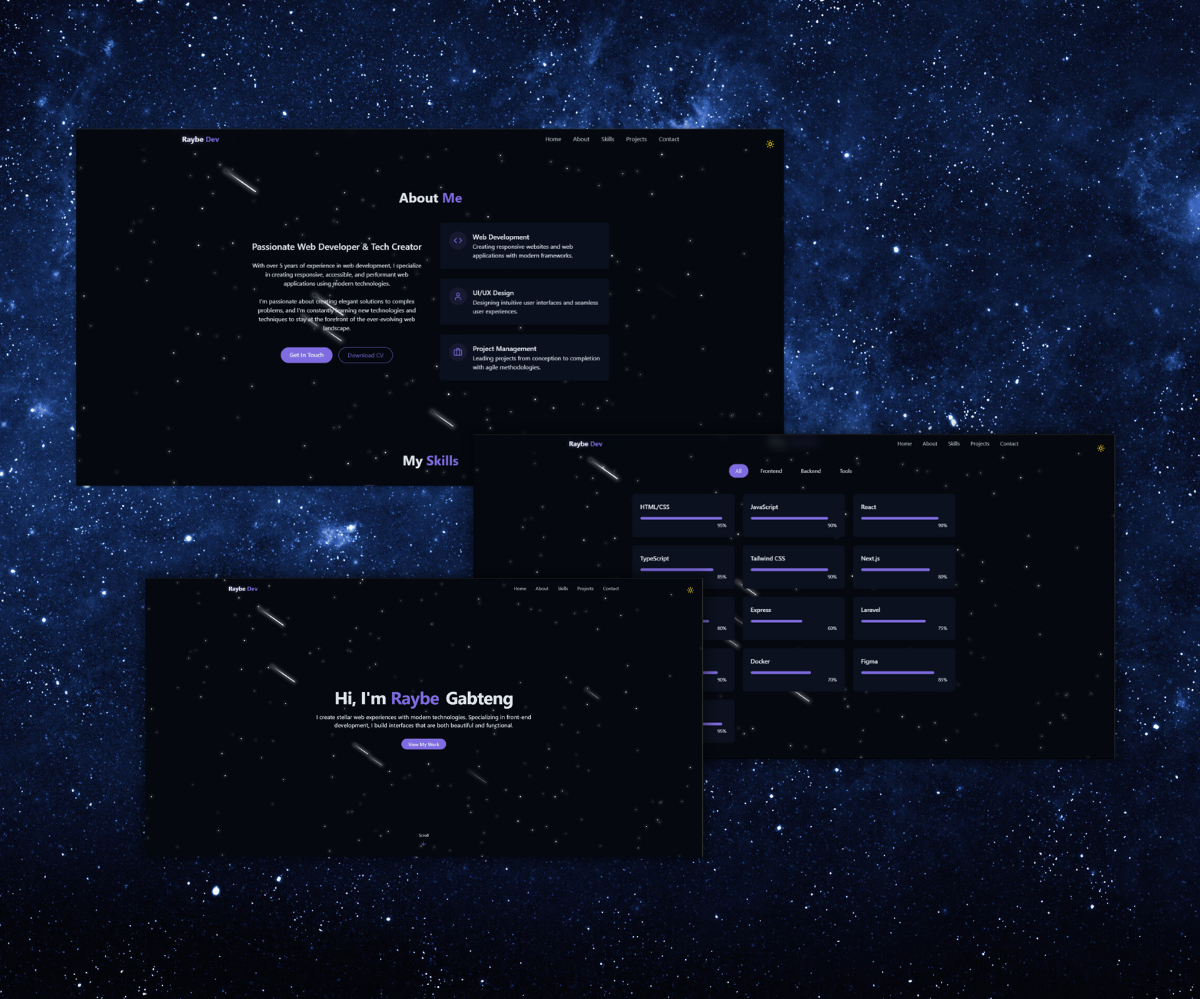 Raybe Dev
Home About Skills Projects Contact
About Me
Passionate Web Developer & Tech Creator
With over 5 years of experience in web development, I specialize
in creating responsive, accessible, and performant web
applications using modern technologies.
I'm passionate about creating elegant solutions to complex
problems, and I'm constantly learning new technologies and
techniques to stay at the forefront of the ever-evolving web
landscape.
Get In Touch
Download CV
Web Development
Creating responsive websites and web
applications with modern frameworks.
UI/UX Design
Designing intuitive user interfaces and seamless
user experiences.
Project Management
Leading projects from conception to completion
with agile methodologies.
My Skills
Raybe Dev
Home About Skills Projects Contact
All Frontend Backend Tools
HTML/CSS
95%
JavaScript
90%
React
90%
TypeScript
85%
Tailwind CSS
90%
Next.js
80%
80%
Express
60%
Laravel
75%
90%
Docker
70%
Figma
85%
95%
Raybe Dev
Home About Skills Projects Contact
Hi, I'm Raybe Gabteng
I create stellar web experiences with modern technologies. Specializing in front-end
development, I build interfaces that are both beautiful and functional.
View My Work
Scroll